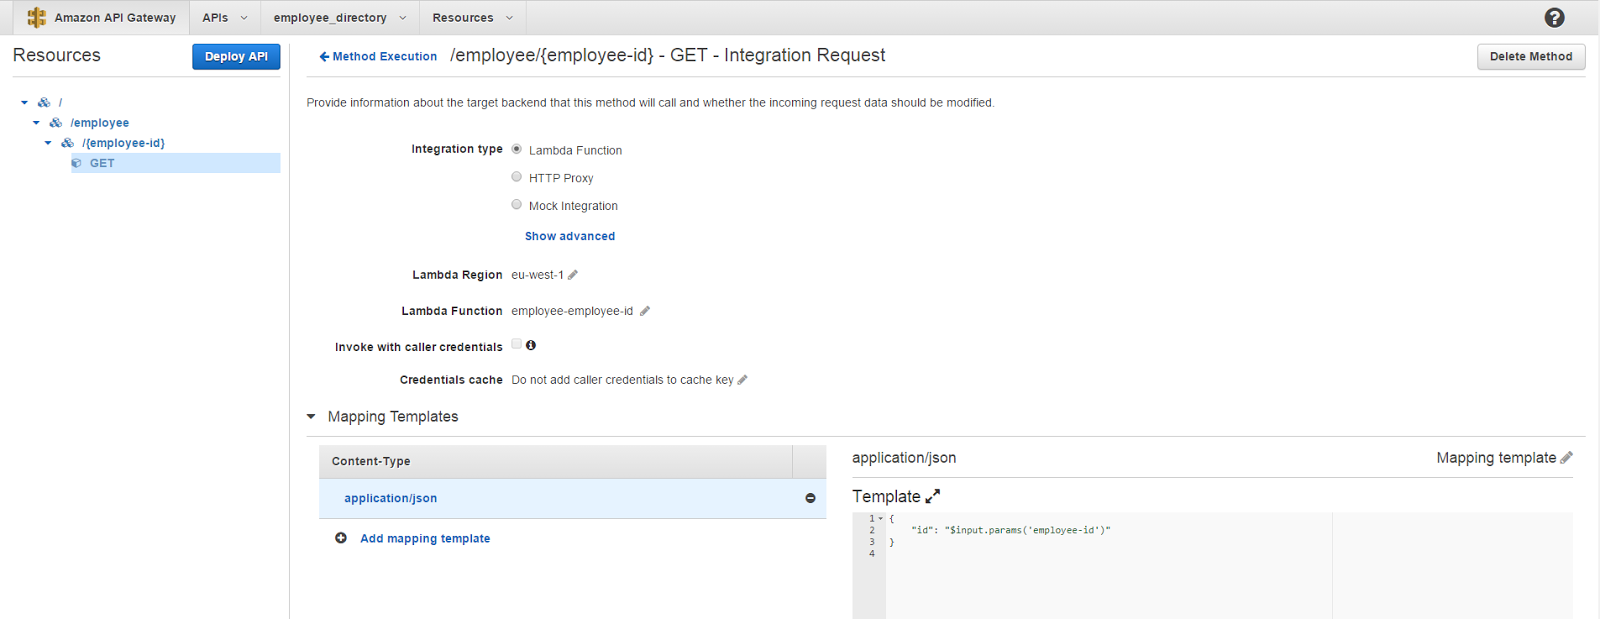 Amazon API Gateway APIs employee_directory Resources
Resources Deploy API Method Execution /employee/{employee-id} - GET - Integration Request Delete Method
/
/employee
/{employee-id}
GET
Provide information about the target backend that this method will call and whether the incoming request data should be modified.
Integration type Lambda Function
HTTP Proxy
Mock Integration
Show advanced
Lambda Region eu-west-1
Lambda Function employee-employee-id
Invoke with caller credentials
Credentials cache Do not add caller credentials to cache key
Mapping Templates
Content-Type
application/json
Add mapping template
application/json Mapping template
Template
1 {
2 "id": "$input.params('employee-id')"
3 }
4